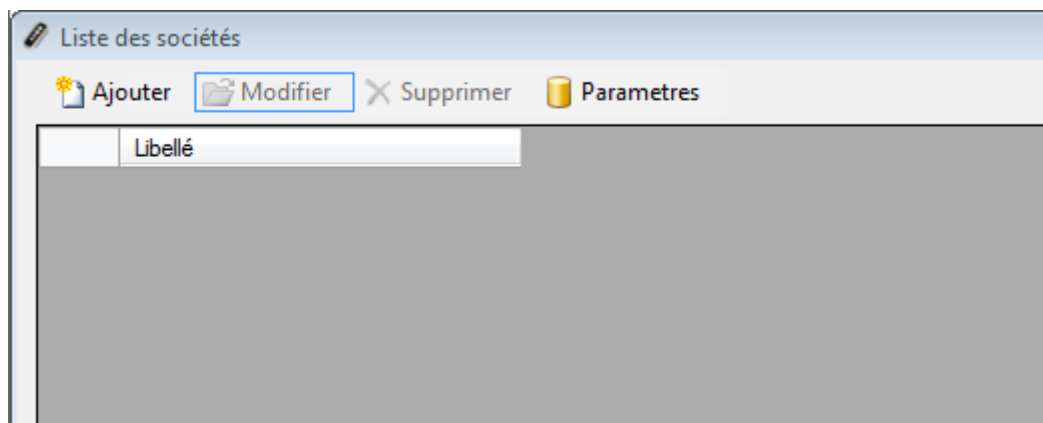 Liste des sociétés
Ajouter Modifier Supprimer Parametres
Libellé